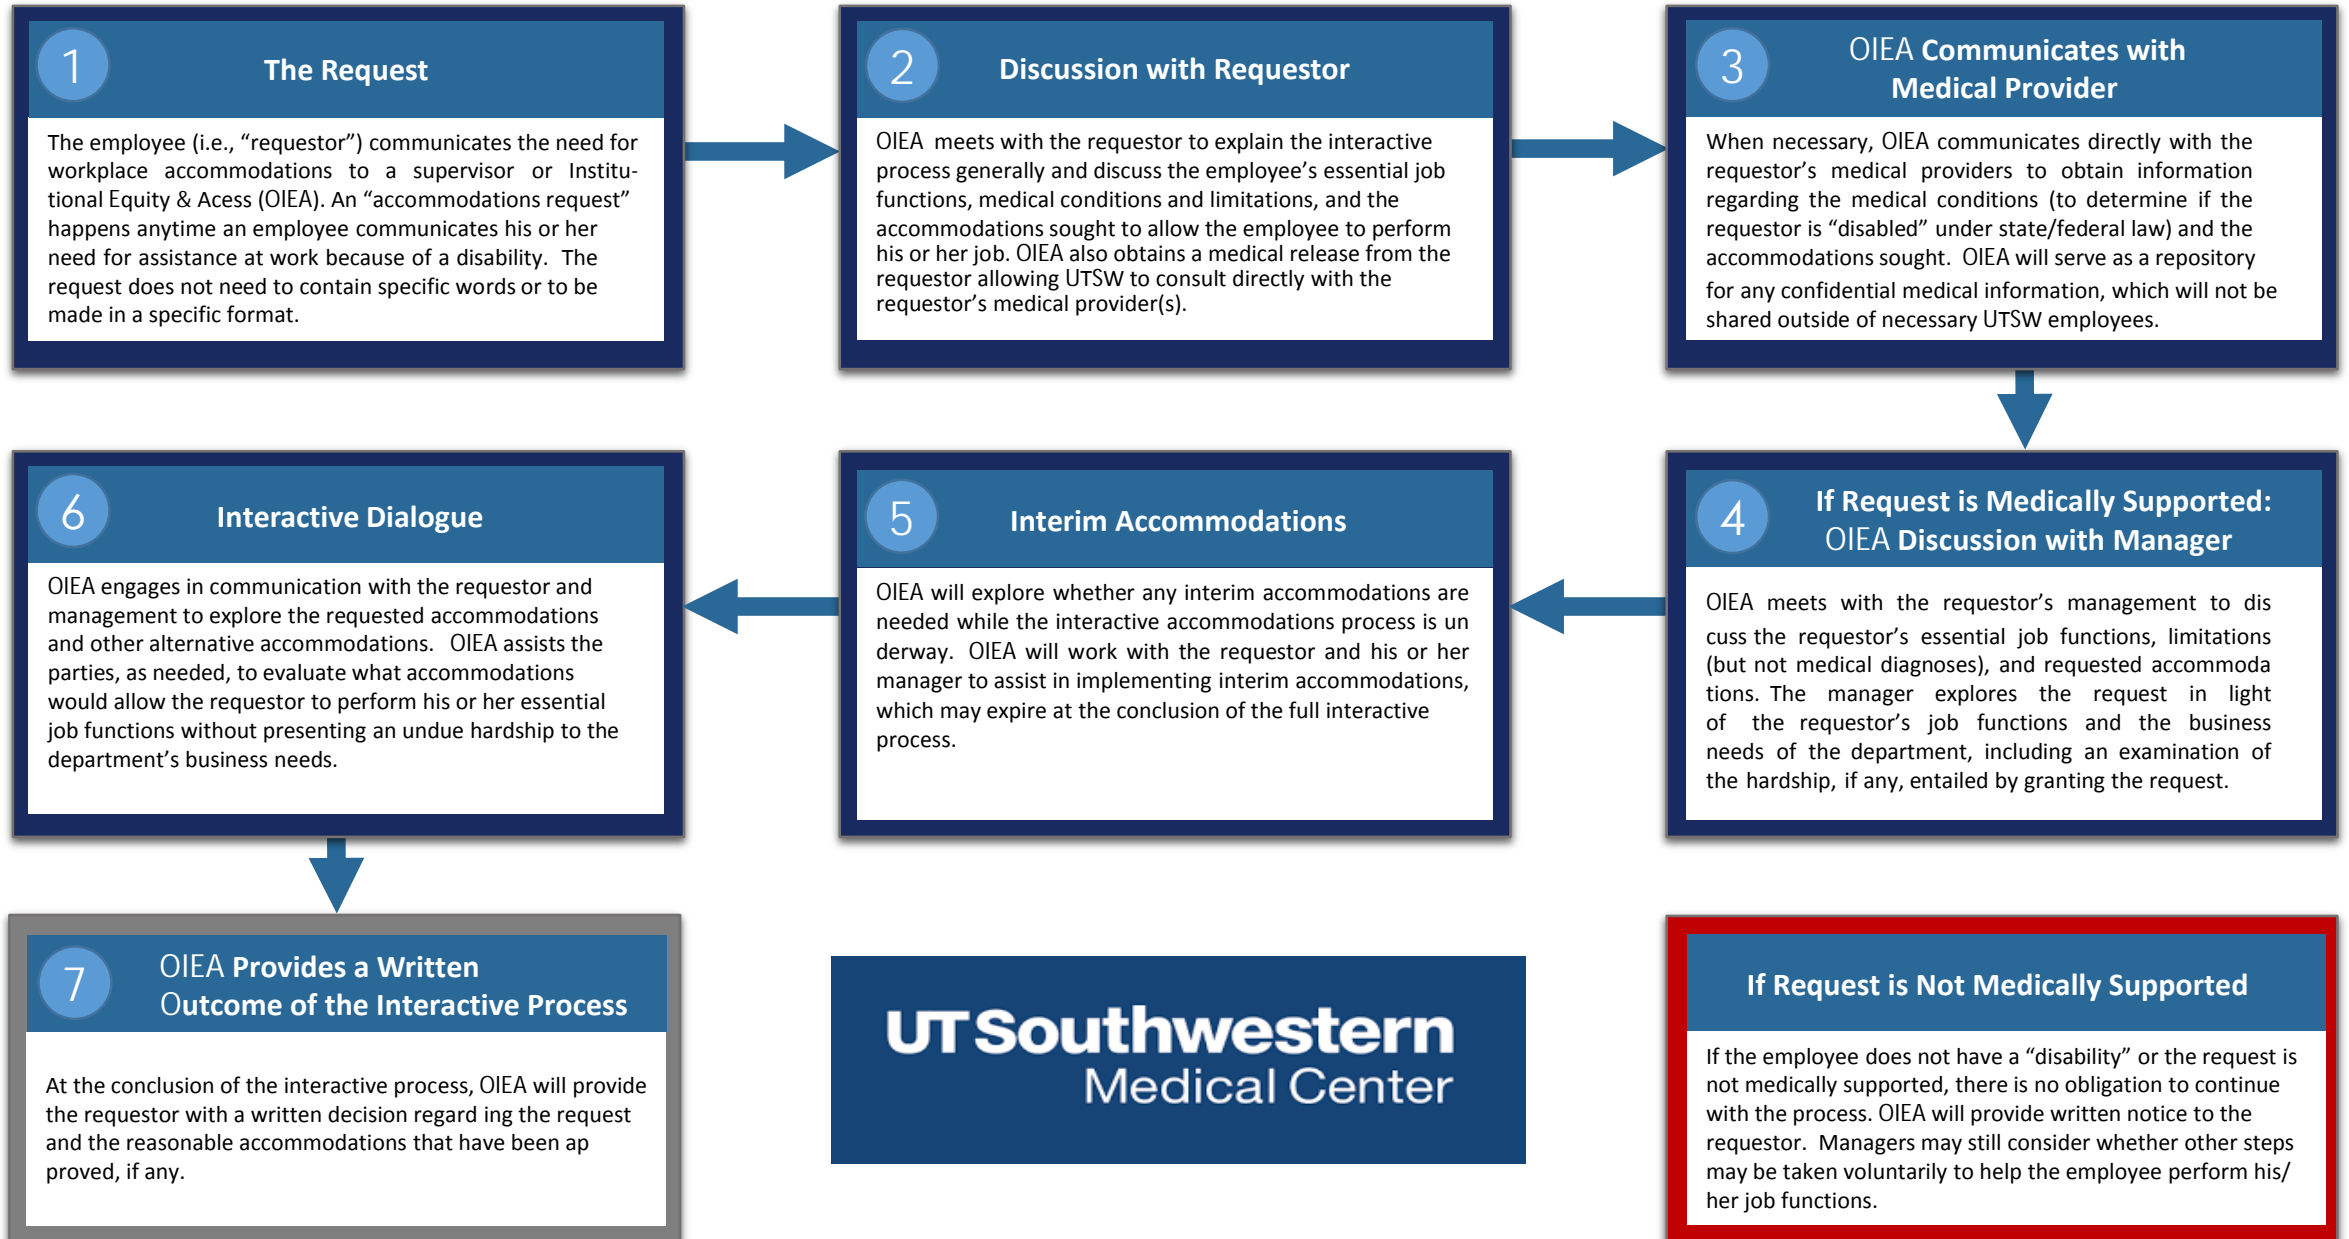 1
The Request
The employee (i.e., “requestor”) communicates the need for
workplace accommodations to a supervisor or Institu-
tional Equity & Acess (OIEA). An “accommodations request”
happens anytime an employee communicates his or her
need for assistance at work because of a disability. The
request does not need to contain specific words or to be
made in a specific format.
2
Discussion with Requestor
OIEA meets with the requestor to explain the interactive
process generally and discuss the employee’s essential job
functions, medical conditions and limitations, and the
accommodations sought to allow the employee to perform
his or her job. OIEA also obtains a medical release from the
requestor allowing UTSW to consult directly with the
requestor’s medical provider(s).
3
OIEA Communicates with
Medical Provider
When necessary, OIEA communicates directly with the
requestor’s medical providers to obtain information
regarding the medical conditions (to determine if the
requestor is “disabled” under state/federal law) and the
accommodations sought. OIEA will serve as a repository
for any confidential medical information, which will not be
shared outside of necessary UTSW employees.
4
If Request is Medically Supported:
OIEA Discussion with Manager
OIEA meets with the requestor’s management to dis
cuss the requestor’s essential job functions, limitations
(but not medical diagnoses), and requested accommoda
tions. The manager explores the request in light
of the requestor’s job functions and the business
needs of the department, including an examination of
the hardship, if any, entailed by granting the request.
5
Interim Accommodations
OIEA will explore whether any interim accommodations are
needed while the interactive accommodations process is un
derway. OIEA will work with the requestor and his or her
manager to assist in implementing interim accommodations,
which may expire at the conclusion of the full interactive
process.
6
Interactive Dialogue
OIEA engages in communication with the requestor and
management to explore the requested accommodations
and other alternative accommodations. OIEA assists the
parties, as needed, to evaluate what accommodations
would allow the requestor to perform his or her essential
job functions without presenting an undue hardship to the
department’s business needs.
7
OIEA Provides a Written
Outcome of the Interactive Process
At the conclusion of the interactive process, OIEA will provide
the requestor with a written decision regard ing the request
and the reasonable accommodations that have been ap
proved, if any.
UT Southwestern
Medical Center
If Request is Not Medically Supported
If the employee does not have a “disability” or the request is
not medically supported, there is no obligation to continue
with the process. OIEA will provide written notice to the
requestor. Managers may still consider whether other steps
may be taken voluntarily to help the employee perform his/
her job functions.